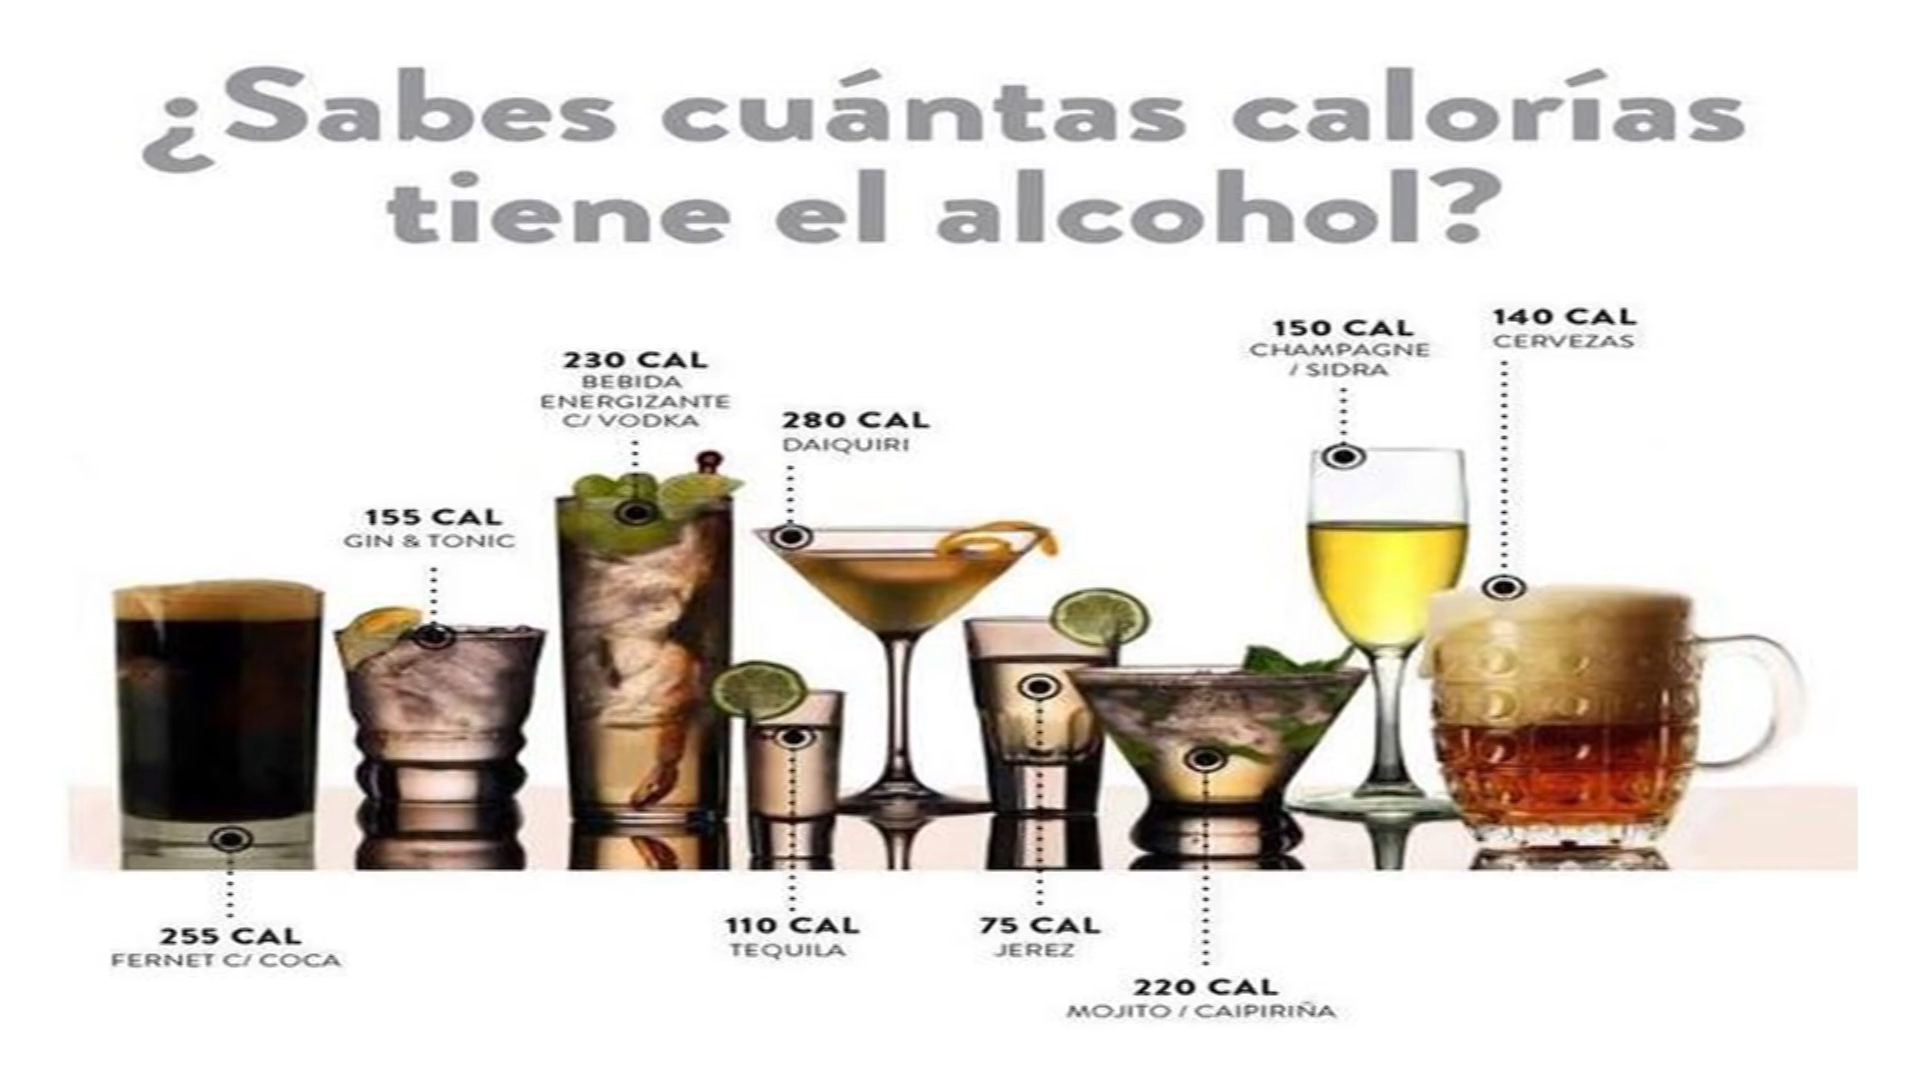 ¿Sabes cuántas calorías
tiene el alcohol?
150 CAL
CHAMPAGNE
/ SIDRA
140 CAL
CERVEZAS
230 CAL
BEBIDA
ENERGIZANTE
C/ VODKA
280 CAL
DAIQUIRI
155 CAL
GIN & TONIC
255 CAL
FERNET C/ COCA
110 CAL
TEQUILA
75 CAL
JEREZ
220 CAL
MOJITO / CAIPIRIÑA